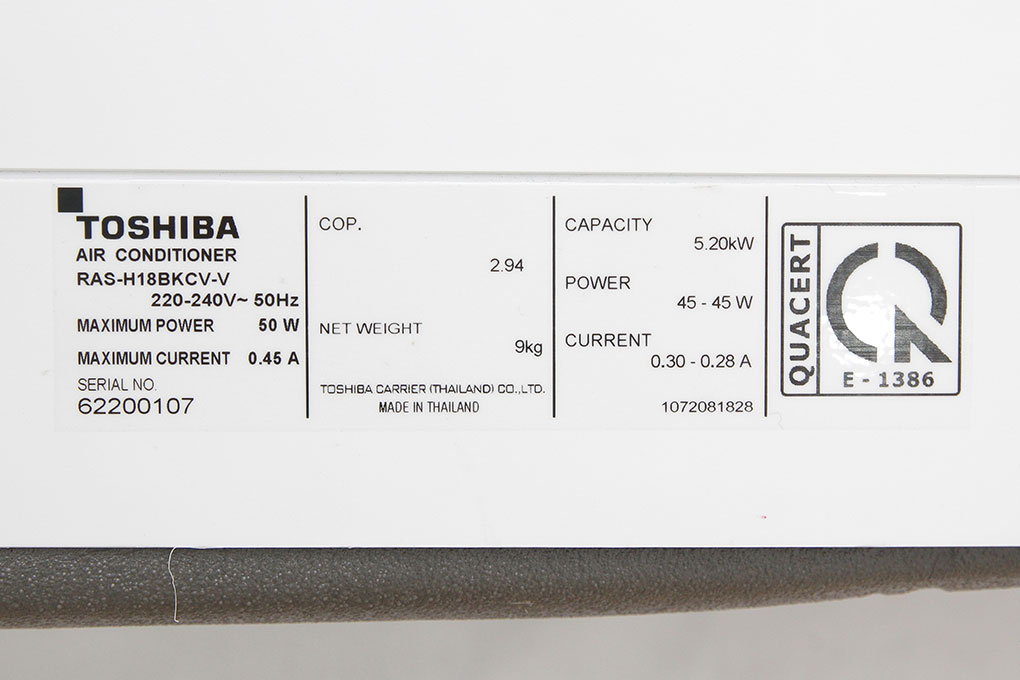 TOSHIBA
AIR CONDITIONER
RAS-H18BKCV-V
220-240V~ 50Hz
MAXIMUM POWER 50 W
MAXIMUM CURRENT 0.45 A
SERIAL NO.
62200107
COP.
2.94
NET WEIGHT
9kg
TOSHIBA CARRIER (THAILAND) CO.,LTD.
MADE IN THAILAND
CAPACITY
5.20kW
POWER
45 - 45 W
CURRENT
0.30 - 0.28 A
1072081828
QUACERT
E - 1386